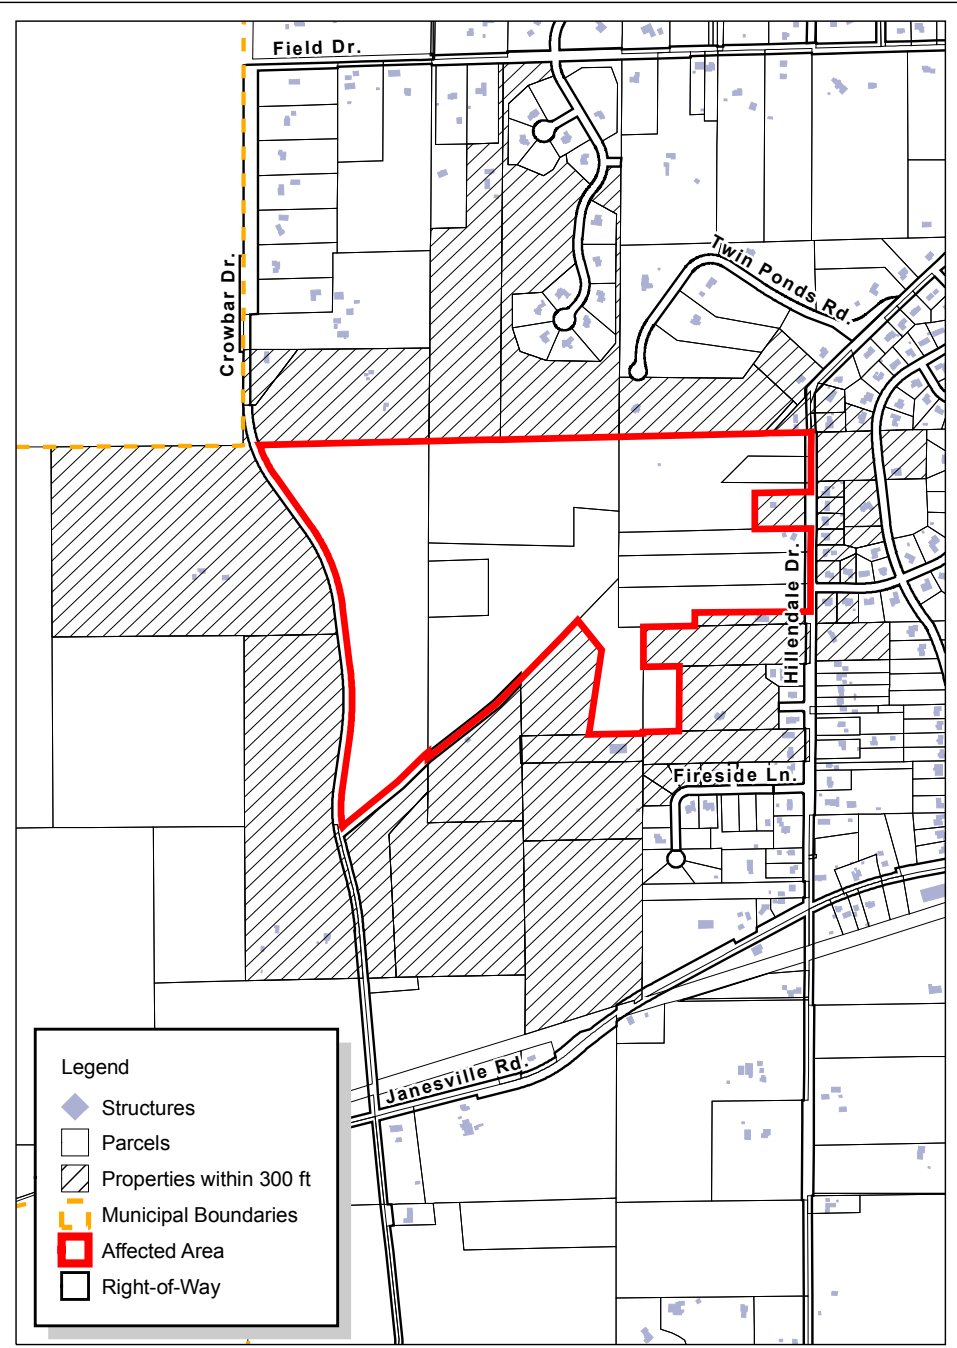 Field Dr.
Twin Ponds Rd.
Crowbar Dr.
Hillendale Dr.
Fireside Ln.
Janesville Rd.
Legend
Structures
Parcels
Properties within 300 ft
Municipal Boundaries
Affected Area
Right-of-Way